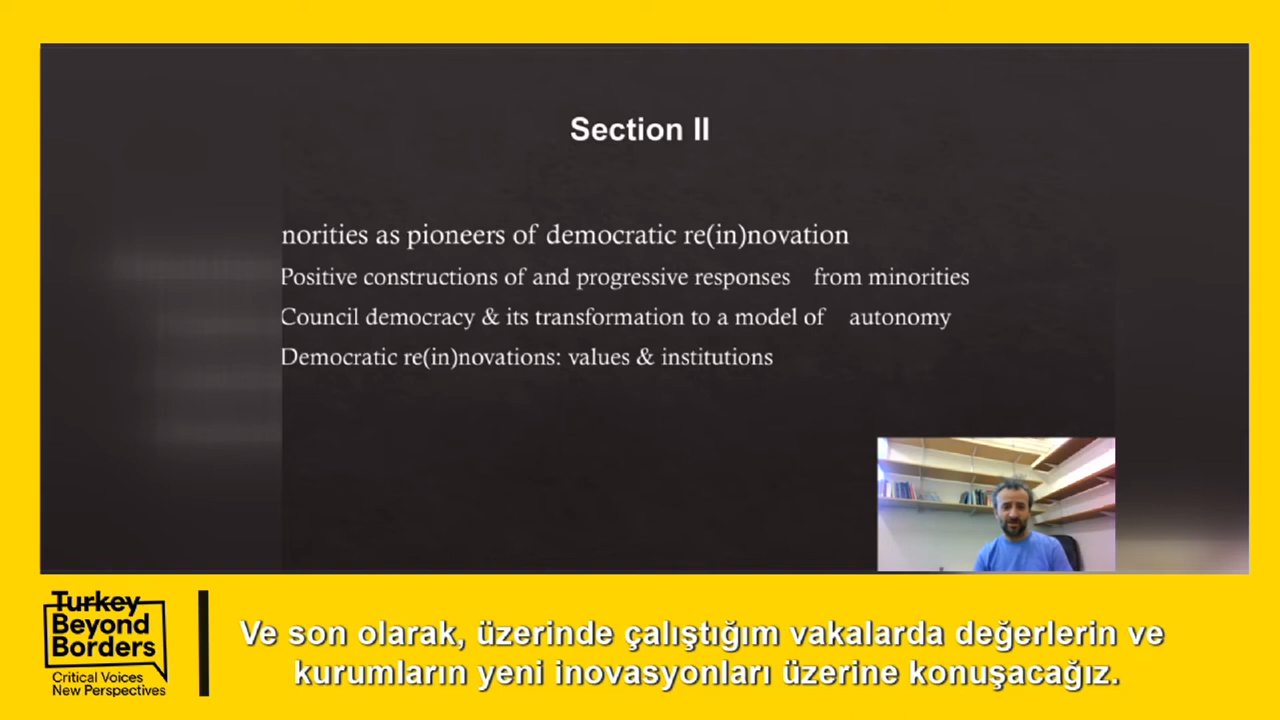 Section II
norities as pioneers of democratic re(in)novation
Positive constructions of and progressive responses from minorities
Council democracy & its transformation to a model of autonomy
Democratic re(in)novations: values & institutions
Turkey
Beyond
Borders
Critical Voices
New Perspectives
Ve son olarak, üzerinde çalıştığım vakalarda değerlerin ve
kurumların yeni inovasyonları üzerine konuşacağız.